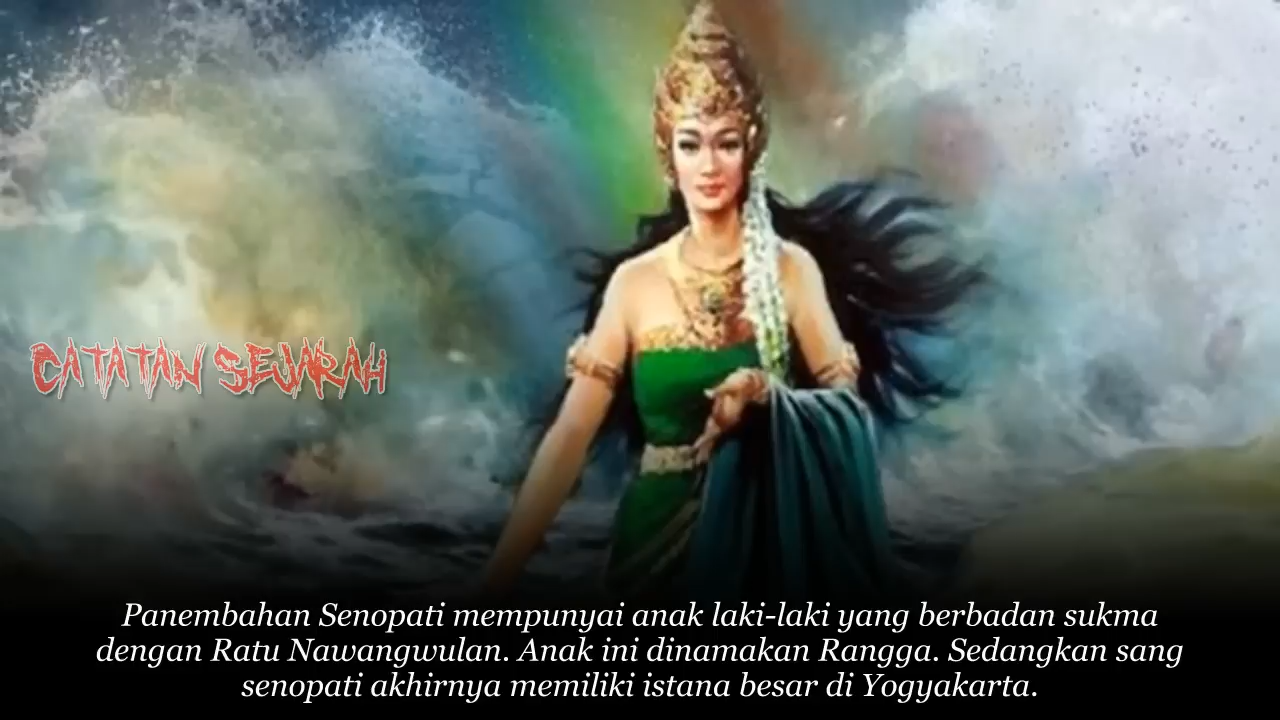 CATATAN SEJARAH
Panembahan Senopati mempunyai anak laki-laki yang berbadan sukma
dengan Ratu Nawangwulan. Anak ini dinamakan Rangga. Sedangkan sang
senopati akhirnya memiliki istana besar di Yogyakarta.